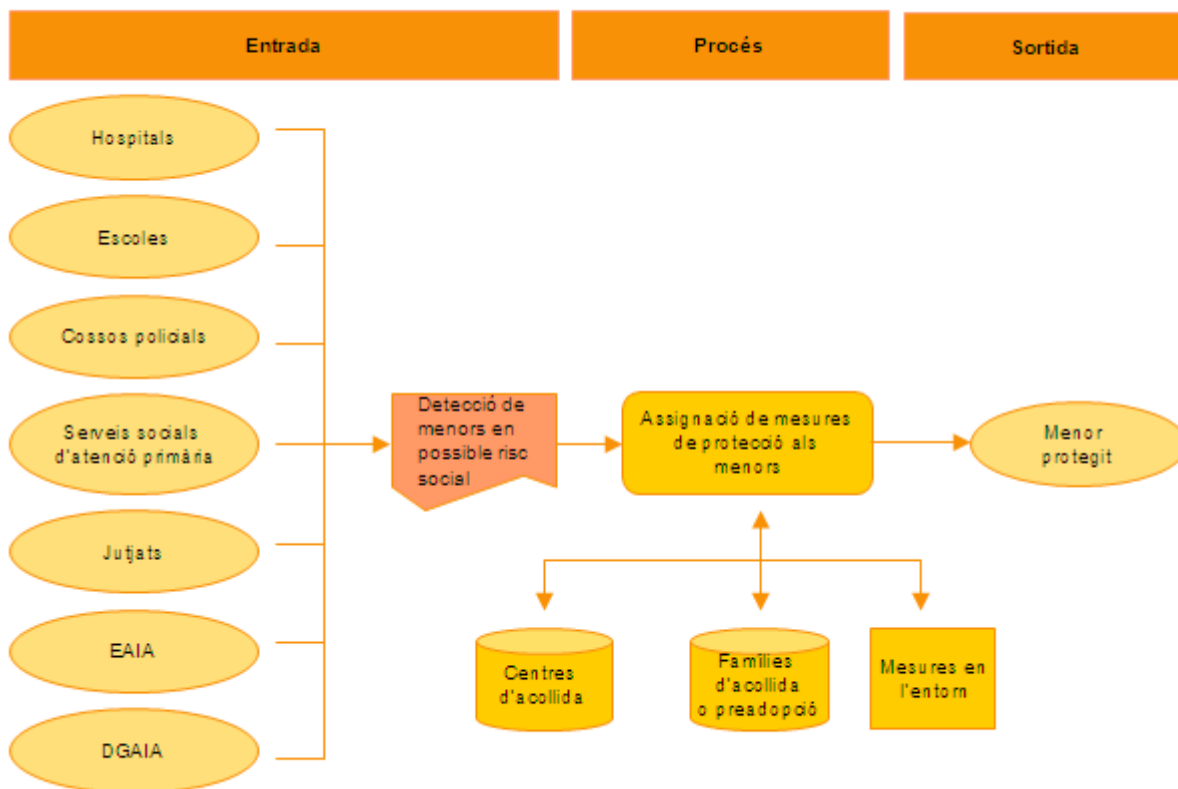 Entrada
Procés
Sortida
Hospitals
Escoles
Cossos policials
Serveis socials
d'atenció primària
Jutjats
EAIA
DGAIA
Detecció de
menors en
possible risc
social
Assignació de mesures
de protecció als
menors
Menor
protegit
Centres
d'acollida
Famílies
d'acollida
o preadopció
Mesures en
l'entorn